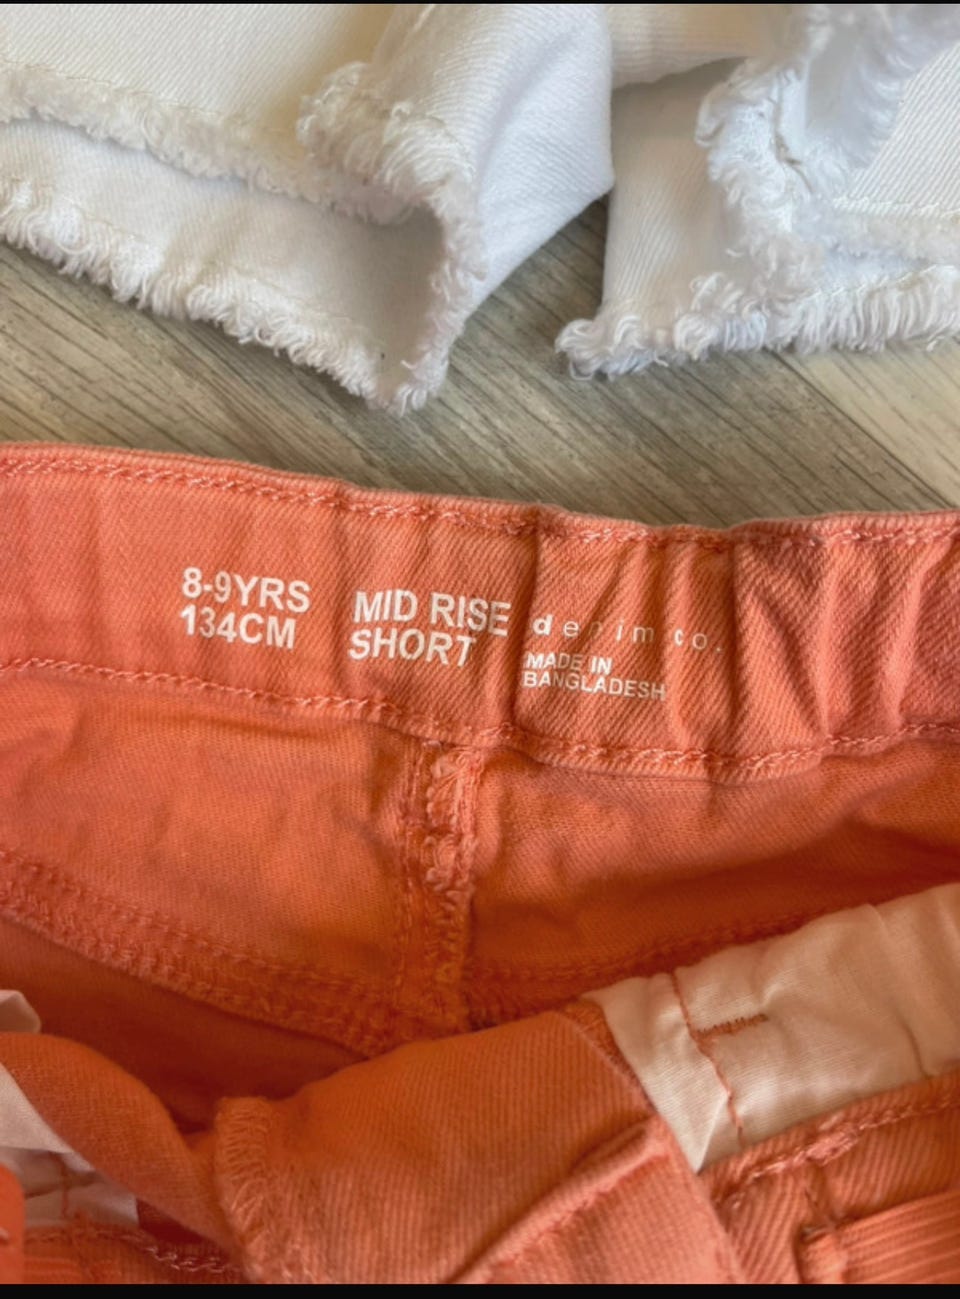 8-9YRS
134CM
MID RISE
SHORT
denim co.
MADE IN
BANGLADESH